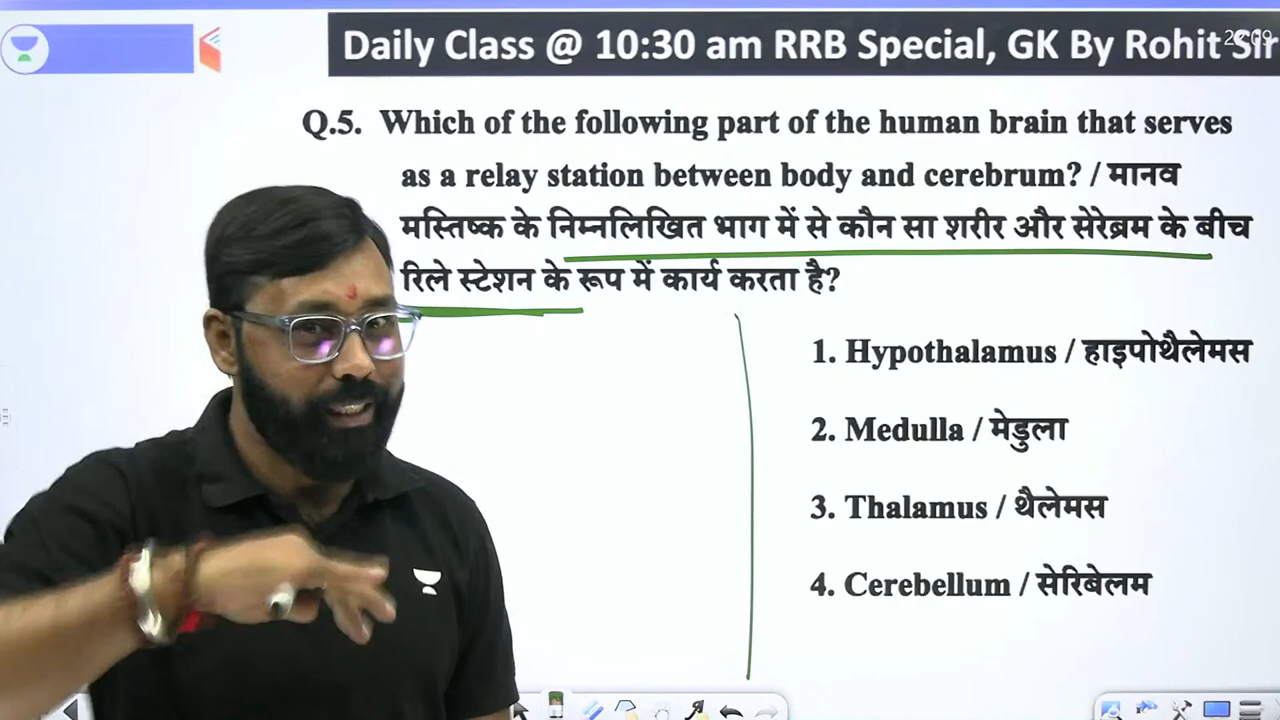 Daily Class @ 10:30 am RRB Special, GK By Rohit Sir
Q.5. Which of the following part of the human brain that serves
as a relay station between body and cerebrum? / मानव
मस्तिष्क के निम्नलिखित भाग में से कौन सा शरीर और सेरेब्रम के बीच
रिले स्टेशन के रूप में कार्य करता है?
1. Hypothalamus / हाइपोथैलेमस
2. Medulla / मेडुला
3. Thalamus / थैलेमस
4. Cerebellum / सेरिबेलम